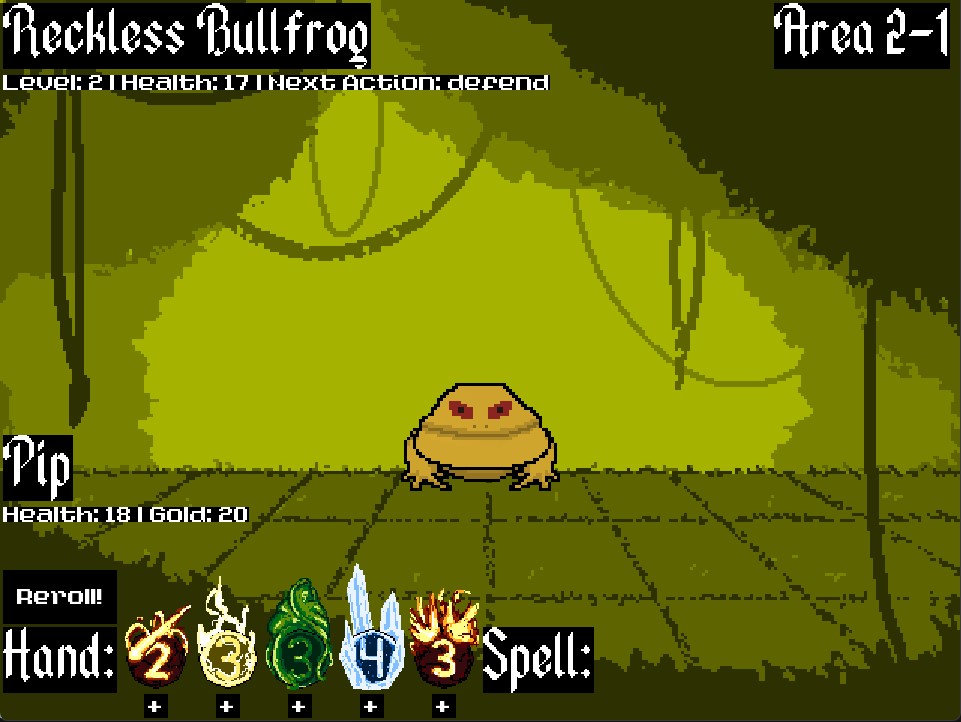 Reckless Bullfrog
Area 2-1
Level: 2 | Health: 17 | Next Action: defend
Pip
Health: 18 | Gold: 20
Reroll!
Hand: 2 3 3 4 3 Spell:
+ + + + +